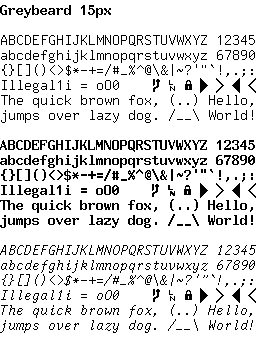 Greybeard 15px
ABCDEFGHIJKLMNOPQRSTUVWXYZ 12345
abcdefghijklmnopqrstuvwxyz 67890
{}[]()<>$*-+=/#_%^@\&|~?'"`!,.;:
Illegal1i = oO0
The quick brown fox, (..) Hello,
jumps over lazy dog. /__\ World!
ABCDEFGHIJKLMNOPQRSTUVWXYZ 12345
abcdefghijklmnopqrstuvwxyz 67890
{}[]()<>$*-+=/#_%^@\&|~?'"`!,.;:
Illegal1i = oO0
The quick brown fox, (..) Hello,
jumps over lazy dog. /__\ World!
ABCDEFGHIJKLMNOPQRSTUVWXYZ 12345
abcdefghijklmnopqrstuvwxyz 67890
{}[]()<>$*-+=/#_%^@\&|~?'"`!,.;:
Illegal1i = oO0
The quick brown fox, (..) Hello,
jumps over lazy dog. /__\ World!